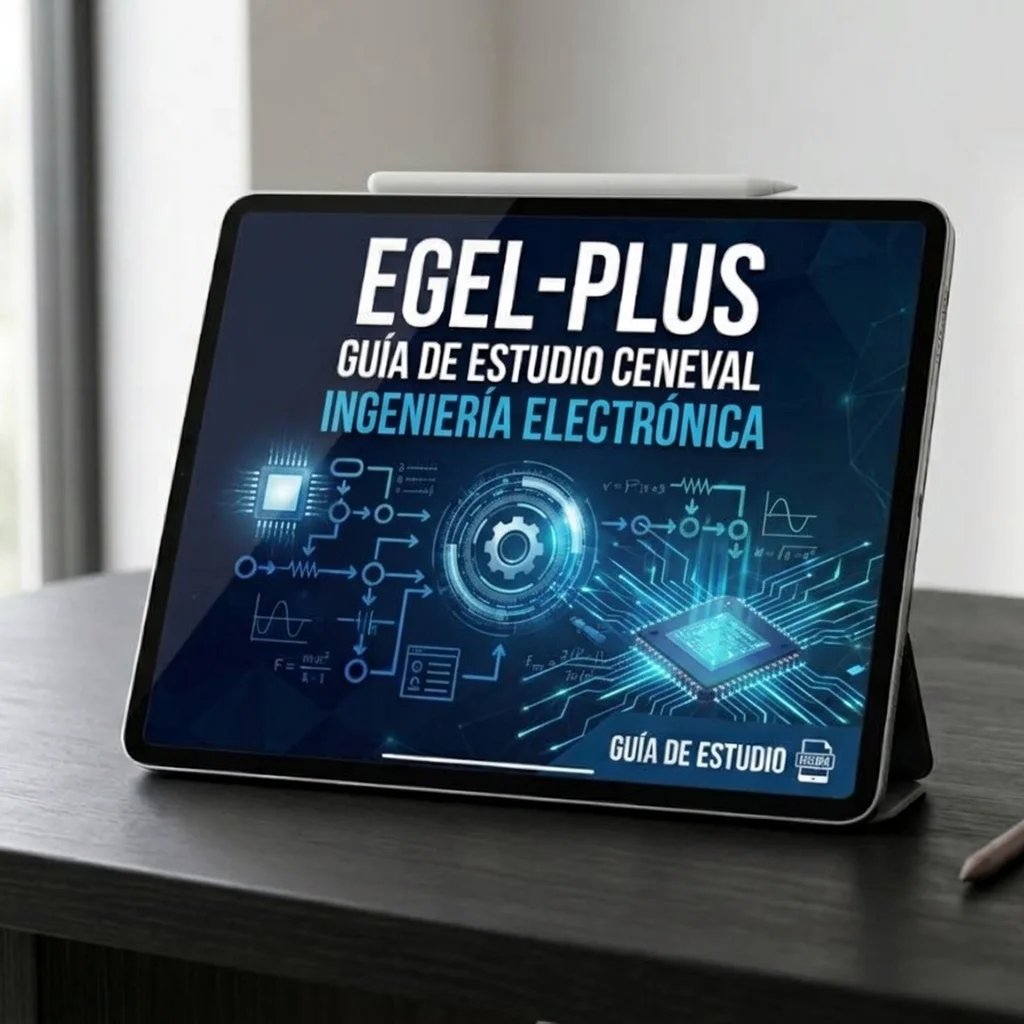 EGEL-PLUS
GUÍA DE ESTUDIO CENEVAL
INGENIERÍA ELECTRÓNICA
GUÍA DE ESTUDIO